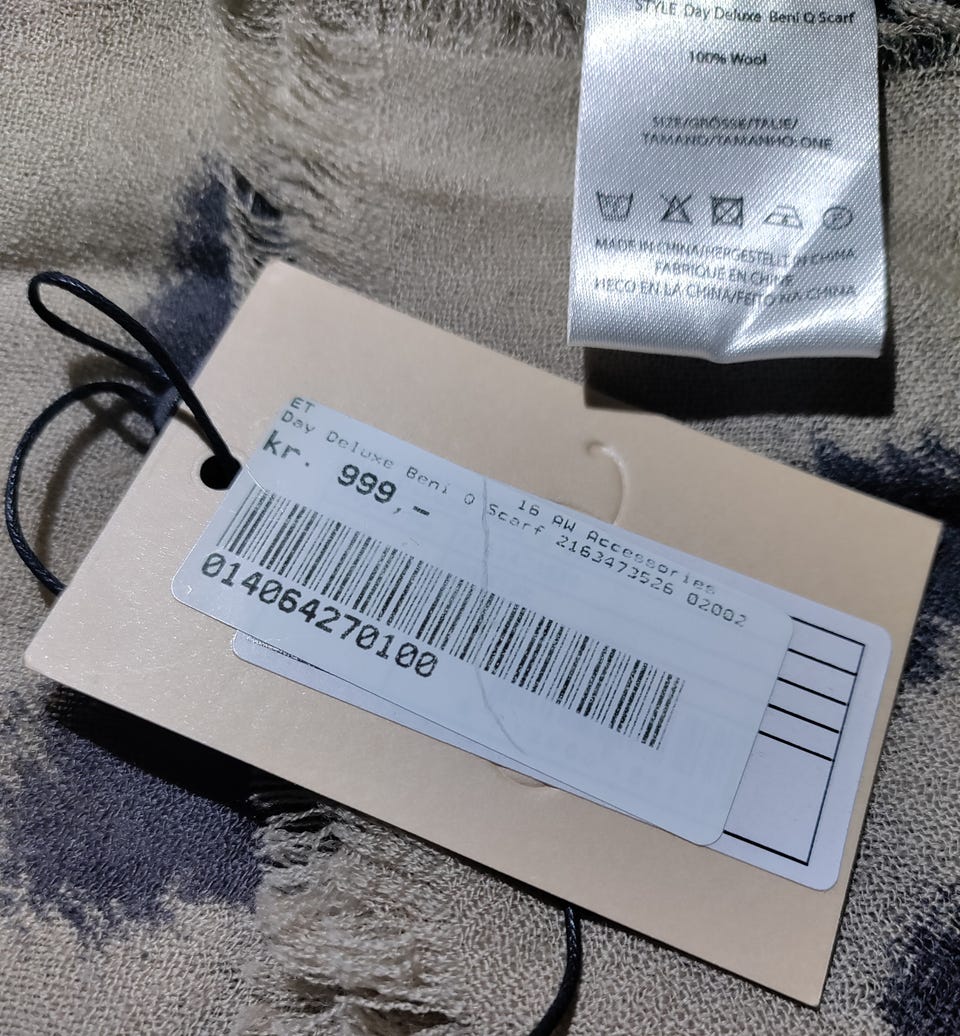 STYLE Day Deluxe Beni Q Scarf
100% Wool
SIZE/GRÖSSE/TALIE/
TAMANO/TAMANHO:ONE
MADE IN CHINA/HERGESTELLT IN CHINA
FABRIQUE EN CHINE
HECO EN LA CHINA/FEITO NA CHINA
ET 16 AW Accessories
Day Deluxe Beni Q Scarf 2163473526 02002
kr. 999,-
014064270100